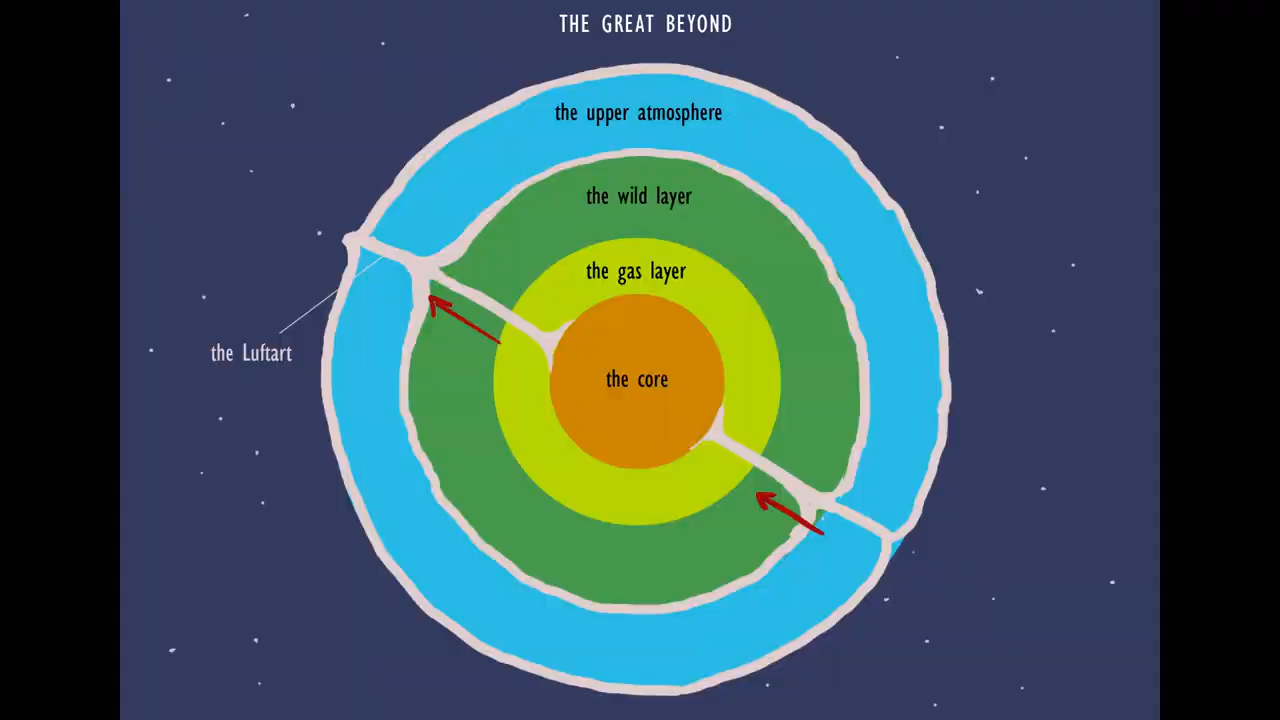 THE GREAT BEYOND
the upper atmosphere
the wild layer
the gas layer
the Luftart
the core